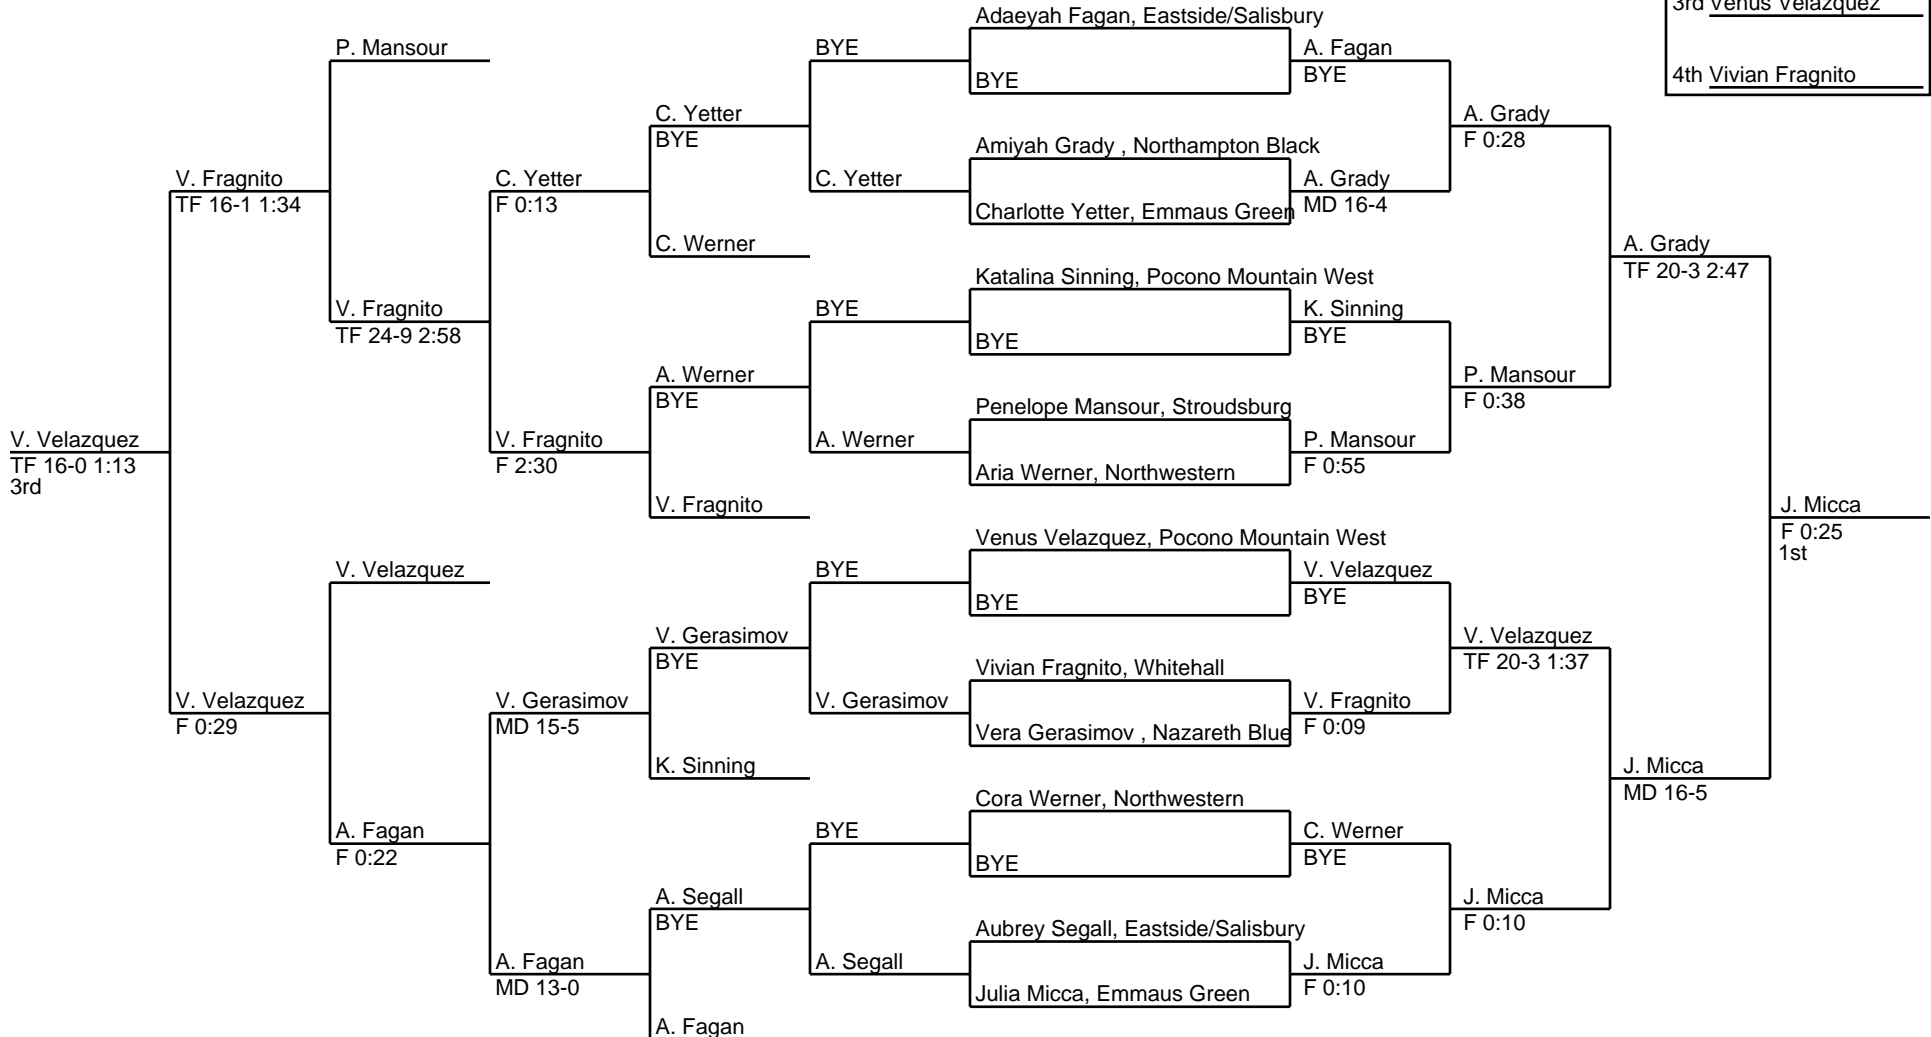 Adaeyah Fagan, Eastside/Salisbury
3rd Venus Velazquez
P. Mansour
BYE
A. Fagan
BYE
BYE
4th Vivian Fragnito
C. Yetter
BYE
A. Grady
F 0:28
Amiyah Grady , Northampton Black
V. Fragnito
TF 16-1 1:34
C. Yetter
F 0:13
C. Yetter
A. Grady
MD 16-4
Charlotte Yetter, Emmaus Green
C. Werner
A. Grady
TF 20-3 2:47
Katalina Sinning, Pocono Mountain West
V. Fragnito
TF 24-9 2:58
BYE
K. Sinning
BYE
BYE
A. Werner
BYE
P. Mansour
F 0:38
Penelope Mansour, Stroudsburg
V. Velazquez
TF 16-0 1:13
3rd
V. Fragnito
F 2:30
A. Werner
P. Mansour
F 0:55
Aria Werner, Northwestern
V. Fragnito
J. Micca
F 0:25
1st
Venus Velazquez, Pocono Mountain West
V. Velazquez
BYE
V. Velazquez
BYE
BYE
V. Gerasimov
BYE
V. Velazquez
TF 20-3 1:37
Vivian Fragnito, Whitehall
V. Velazquez
F 0:29
V. Gerasimov
MD 15-5
V. Gerasimov
V. Fragnito
F 0:09
Vera Gerasimov , Nazareth Blue
K. Sinning
J. Micca
MD 16-5
Cora Werner, Northwestern
A. Fagan
F 0:22
BYE
C. Werner
BYE
BYE
A. Segall
BYE
J. Micca
F 0:10
Aubrey Segall, Eastside/Salisbury
A. Fagan
MD 13-0
A. Segall
J. Micca
F 0:10
Julia Micca, Emmaus Green
A. Fagan